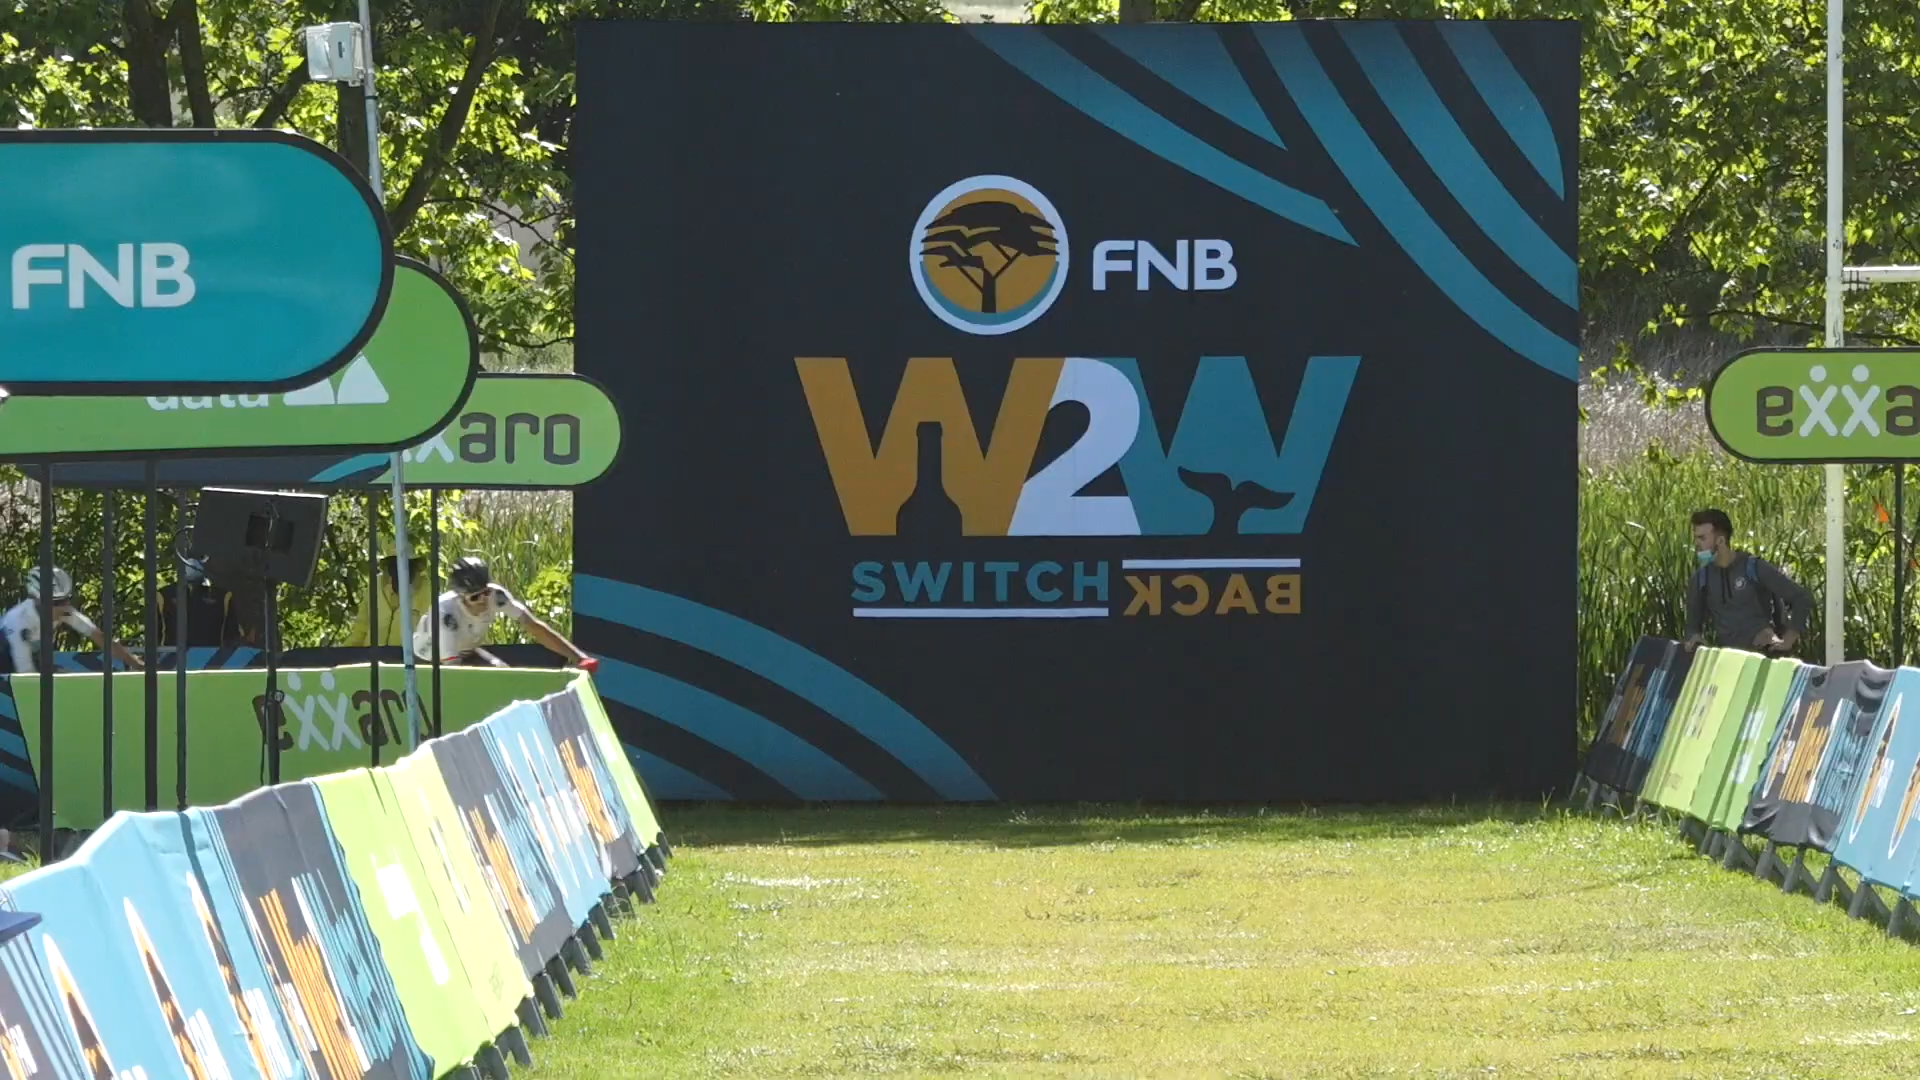 FNB
data
xaro
FNB
W2W
SWITCH BACK
exxa
exxaro